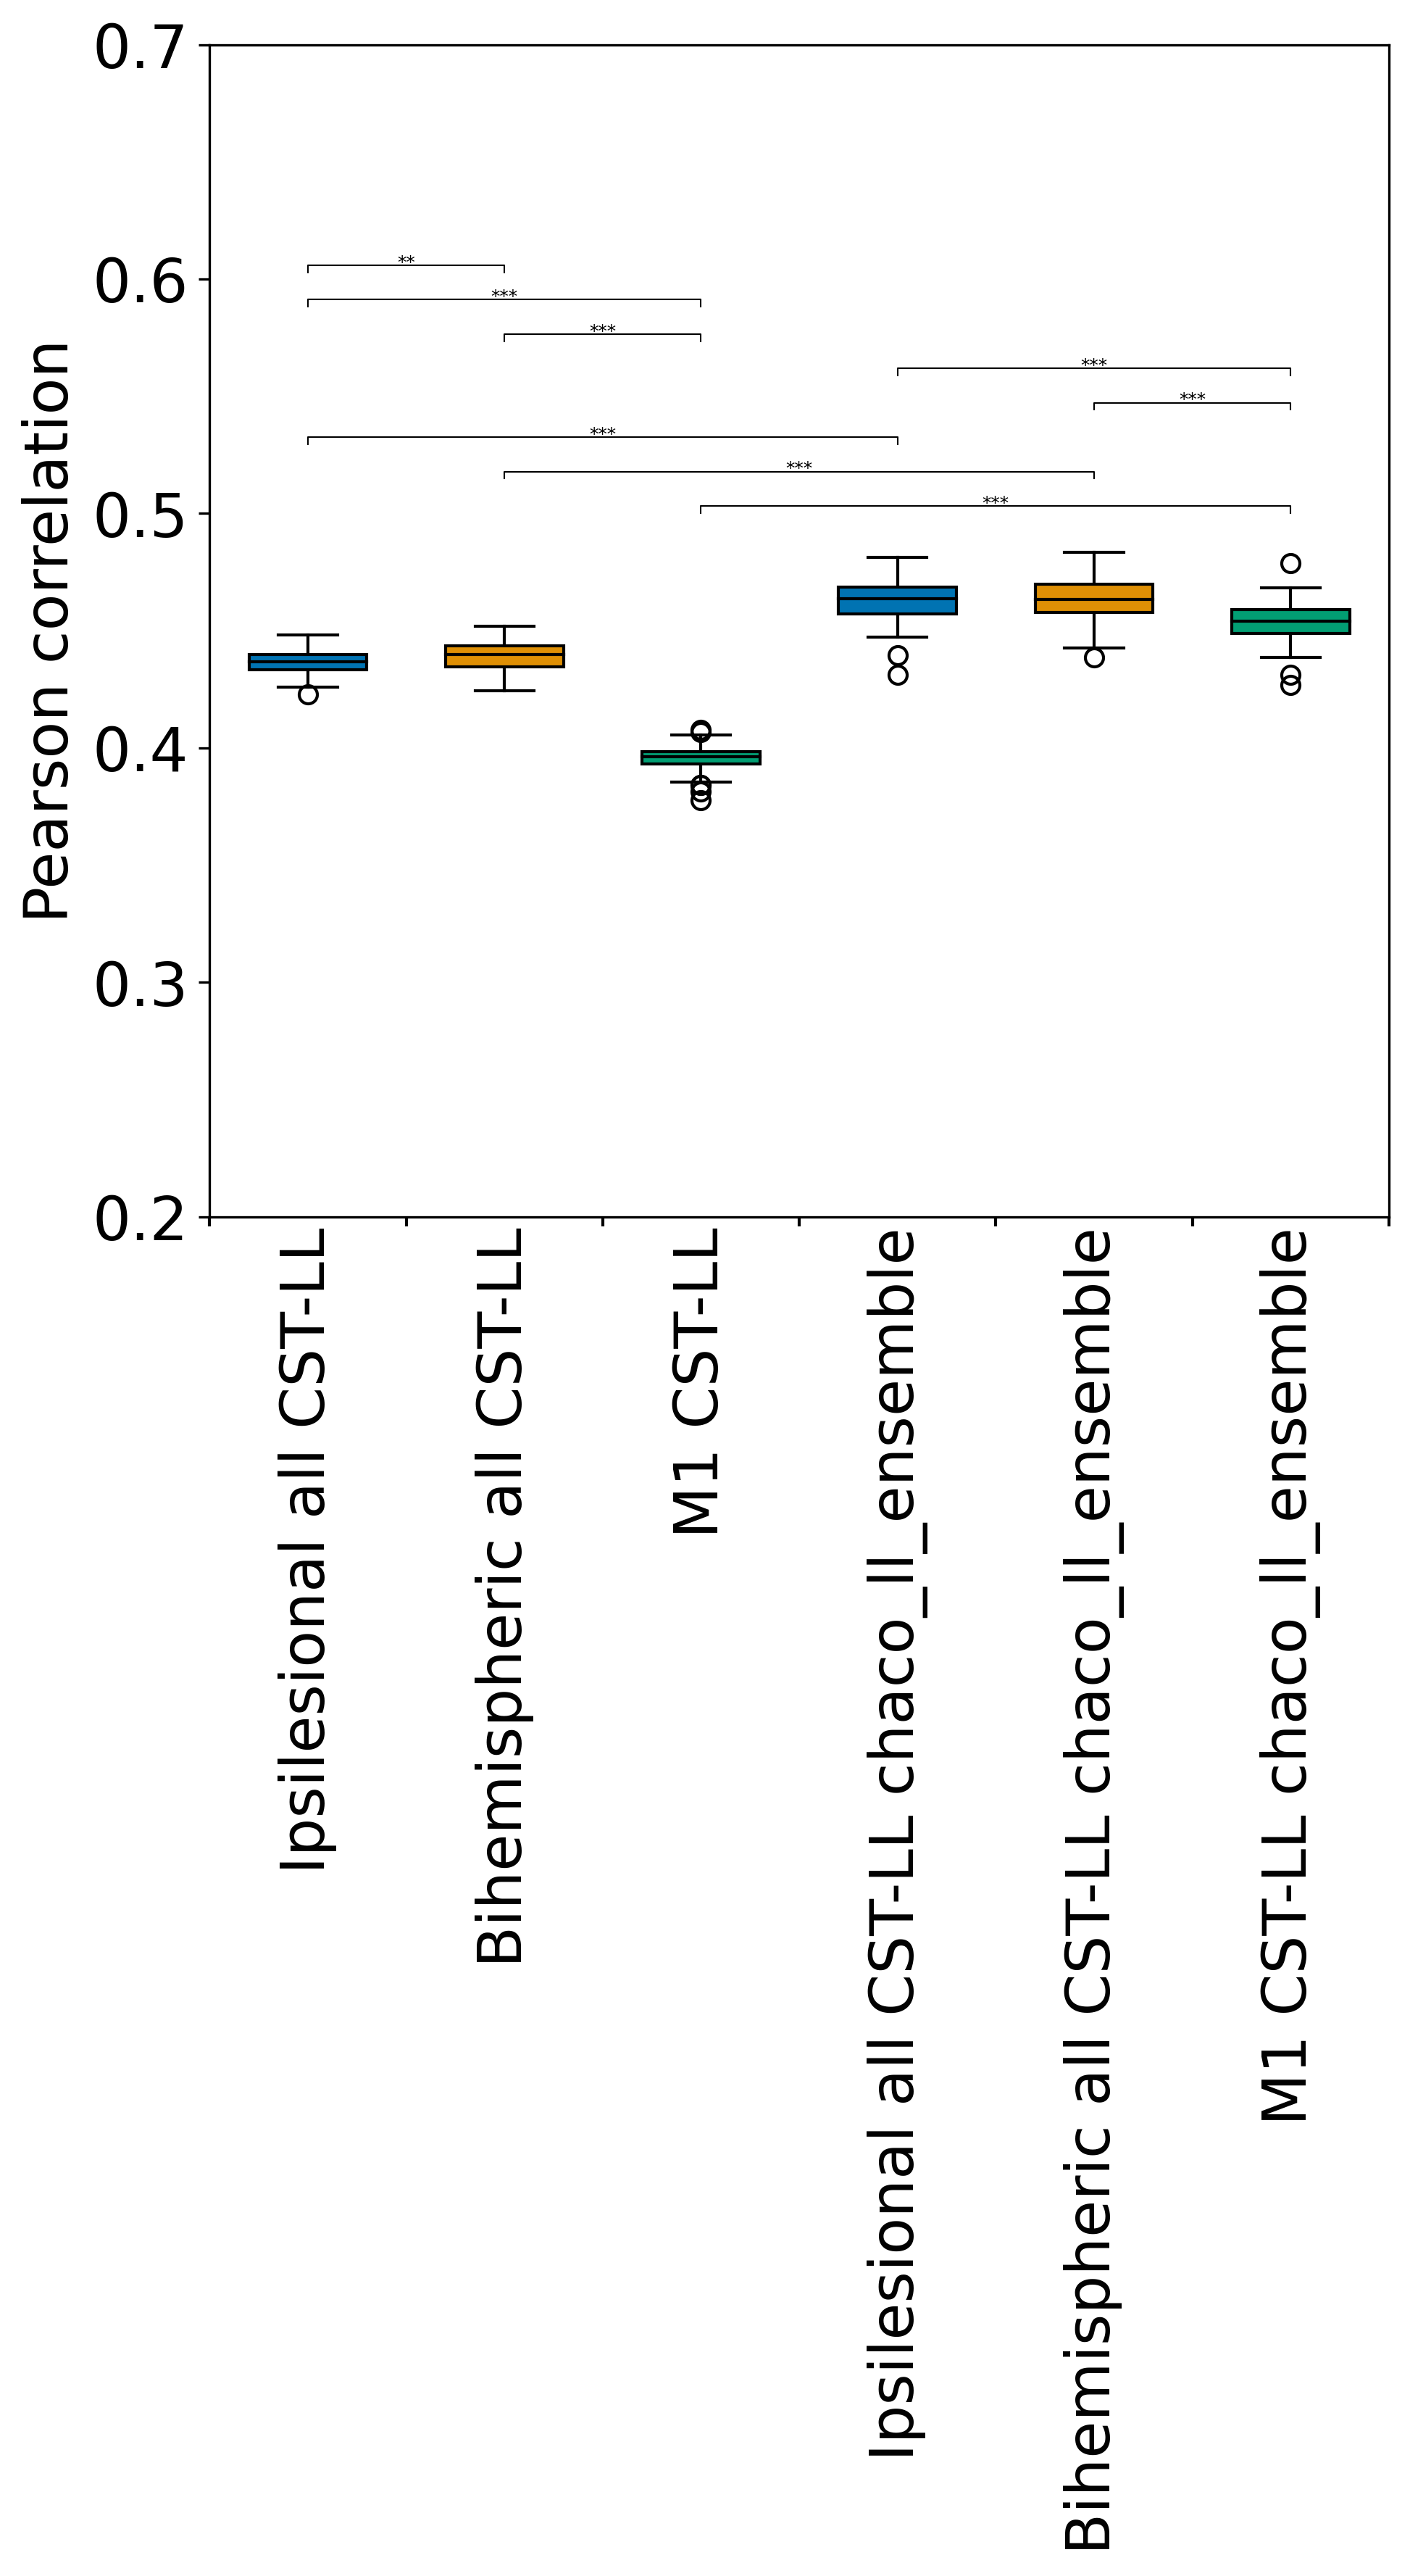 Pearson correlation
0.7
0.6
0.5
0.4
0.3
0.2
**
***
***
***
***
***
***
***
Ipsilesional all CST-LL
Bihemispheric all CST-LL
M1 CST-LL
Ipsilesional all CST-LL chaco_ll_ensemble
Bihemispheric all CST-LL chaco_ll_ensemble
M1 CST-LL chaco_ll_ensemble